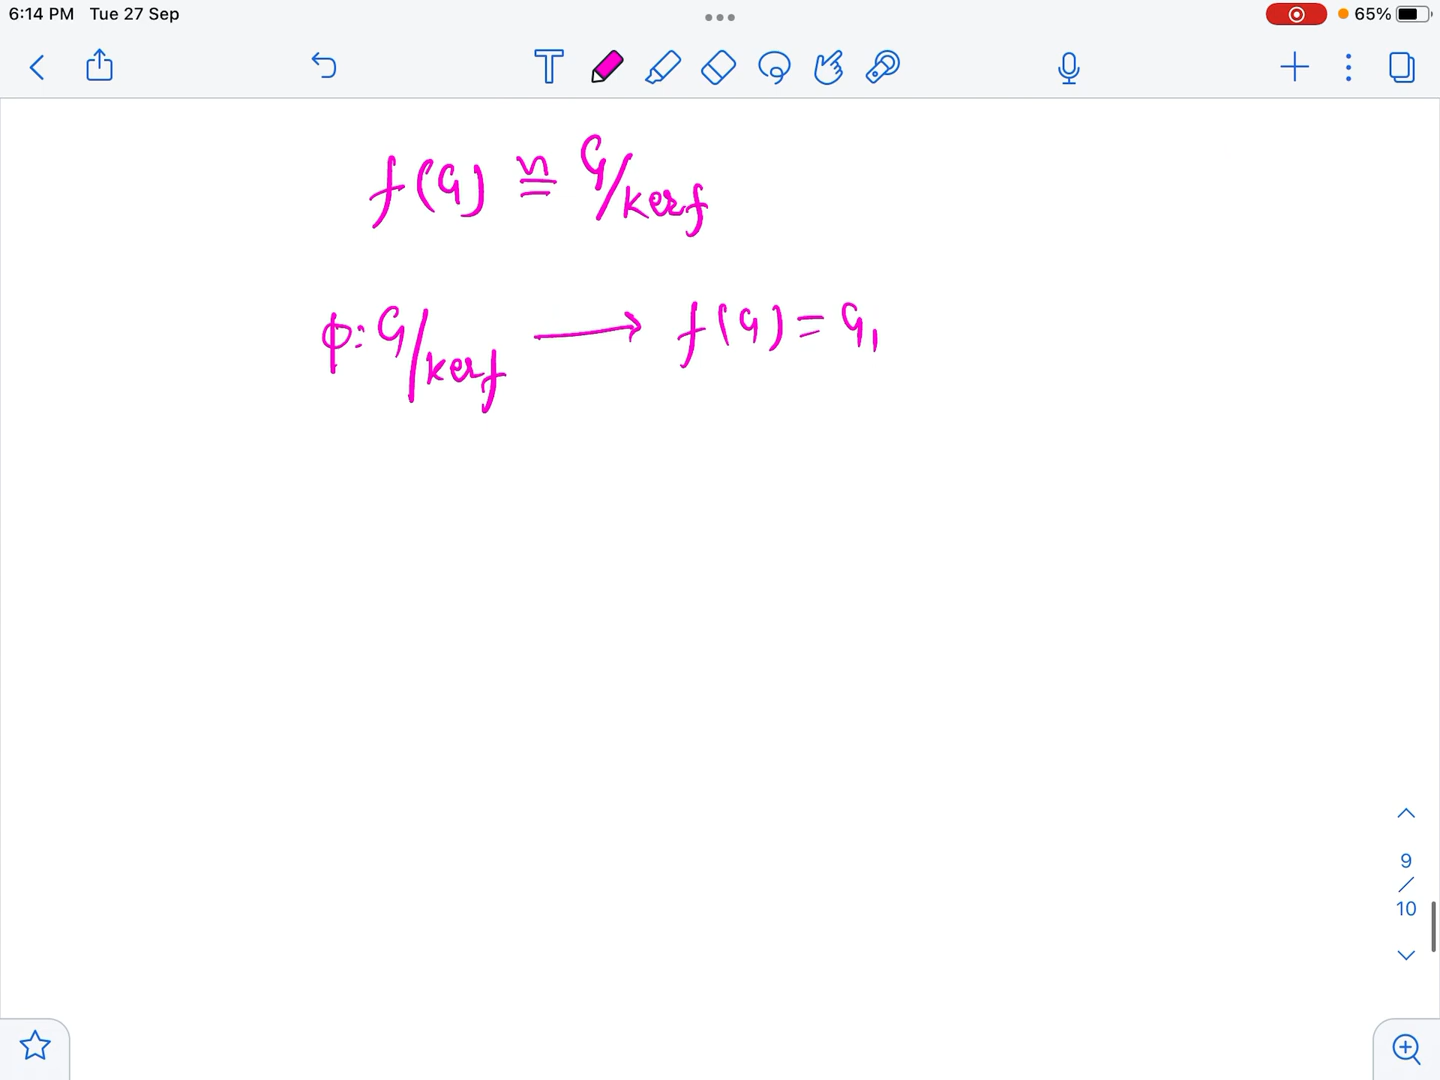 6:14 PM Tue 27 Sep 65%
f(G) ≅ G/kerf
φ: G/kerf ⟶ f(G) = G₁
9
/
10